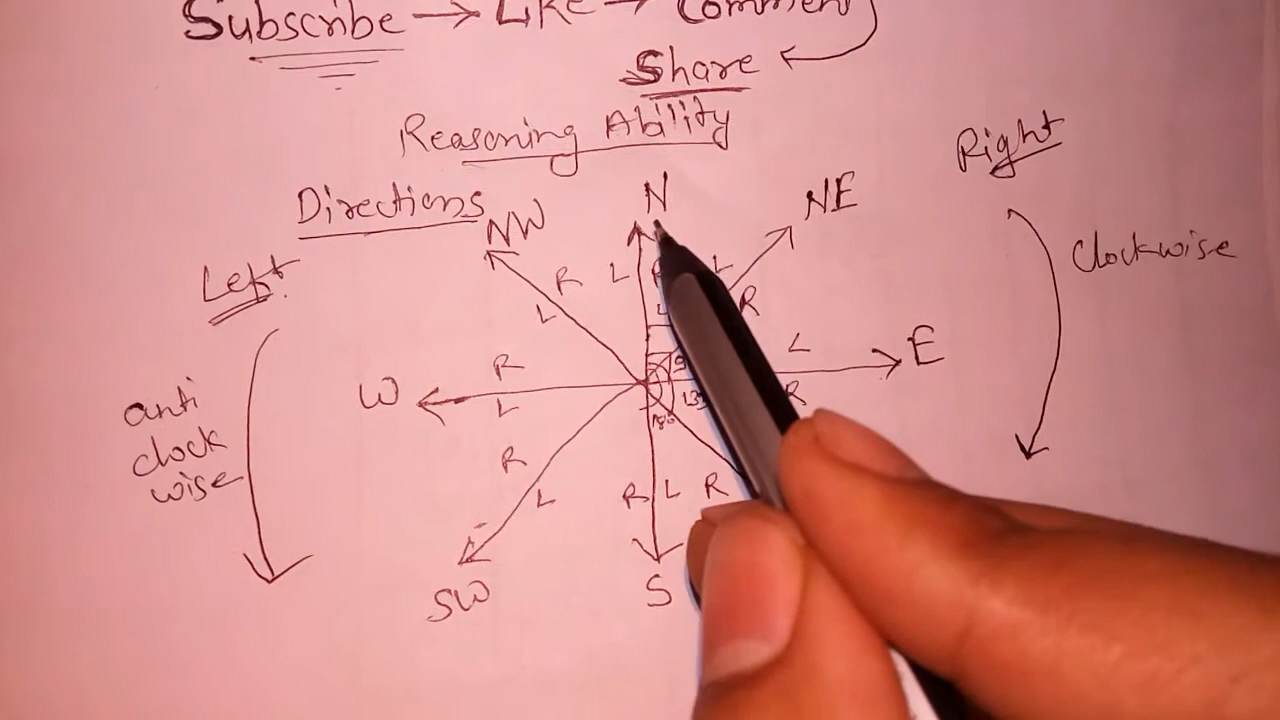 Subscribe → Like → Comment
Share
Reasoning Ability
Directions
Right
Left
NW
N
NE
Clockwise
anti
clock
wise
R
L
L
R
L
L
R
W
R
L
L
E
R
R
L
R
L
R
SW
S